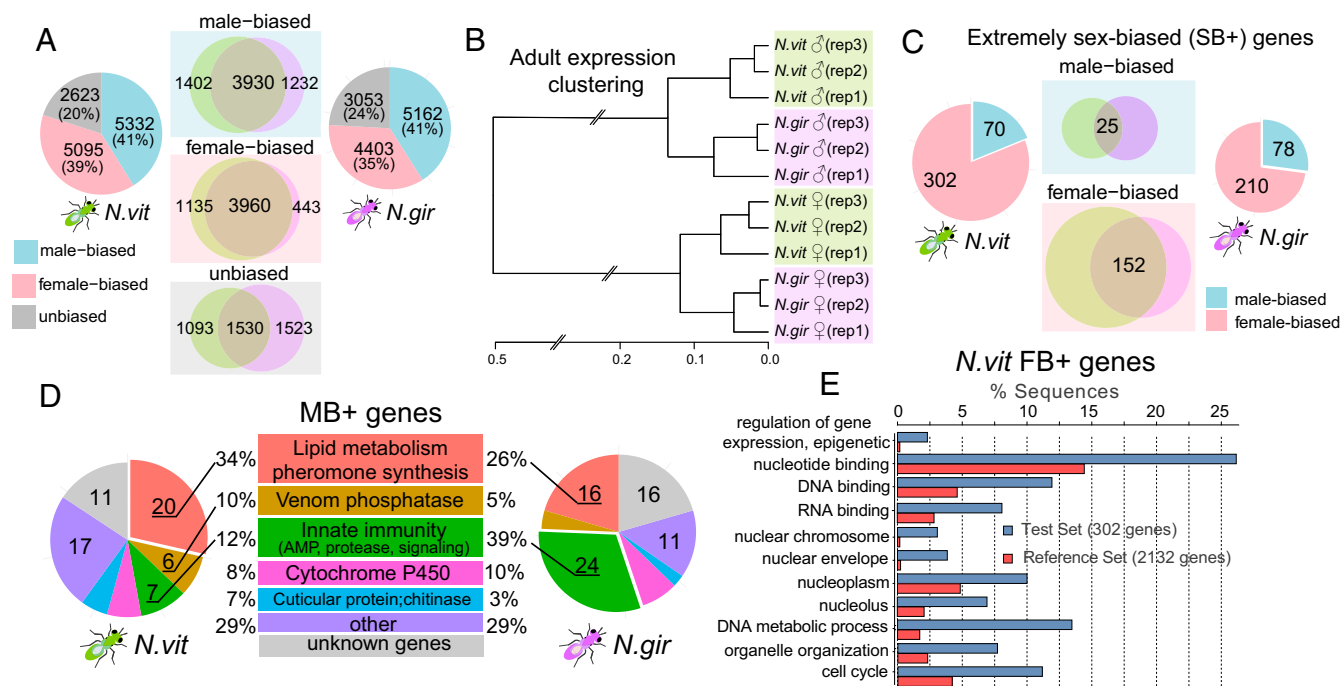 A
male−biased
1402
3930
1232
2623
(20%)
5332
(41%)
5095
(39%)
3053
(24%)
5162
(41%)
4403
(35%)
female−biased
1135
3960
443
N.vit
N.gir
male−biased
female−biased
unbiased
unbiased
1093
1530
1523
B
Adult expression
clustering
N.vit ♂(rep3)
N.vit ♂(rep2)
N.vit ♂(rep1)
N.gir ♂(rep3)
N.gir ♂(rep2)
N.gir ♂(rep1)
N.vit ♀(rep3)
N.vit ♀(rep2)
N.vit ♀(rep1)
N.gir ♀(rep3)
N.gir ♀(rep2)
N.gir ♀(rep1)
0.5
0.2
0.1
0.0
C
Extremely sex-biased (SB+) genes
male−biased
70
302
25
78
210
N.vit
female−biased
152
N.gir
male-biased
female-biased
D
MB+ genes
11
20
17
6
7
N.vit
34%
Lipid metabolism
pheromone synthesis
26%
10%
Venom phosphatase
5%
12%
Innate immunity
(AMP, protease, signaling)
39%
8%
Cytochrome P450
10%
7%
Cuticular protein;chitinase
3%
29%
other
29%
unknown genes
16
16
11
24
N.gir
E
N.vit FB+ genes
% Sequences
0
5
10
15
20
25
regulation of gene
expression, epigenetic
nucleotide binding
DNA binding
RNA binding
nuclear chromosome
nuclear envelope
nucleoplasm
nucleolus
DNA metabolic process
organelle organization
cell cycle
Test Set (302 genes)
Reference Set (2132 genes)